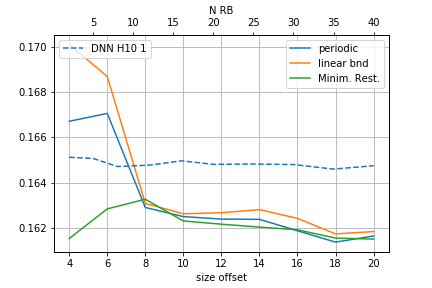 N RB
5 10 15 20 25 30 35 40
DNN H10 1
periodic
linear bnd
Minim. Rest.
0.170
0.168
0.166
0.164
0.162
4 6 8 10 12 14 16 18 20
size offset